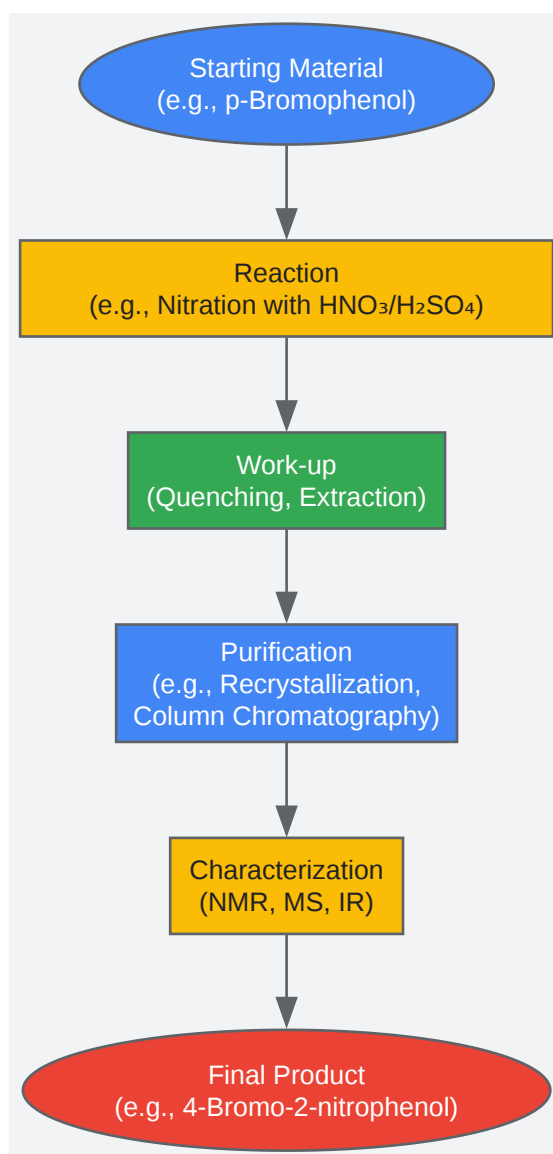 Starting Material
(e.g., p-Bromophenol)
Reaction
(e.g., Nitration with HNO₃/H₂SO₄)
Work-up
(Quenching, Extraction)
Purification
(e.g., Recrystallization,
Column Chromatography)
Characterization
(NMR, MS, IR)
Final Product
(e.g., 4-Bromo-2-nitrophenol)